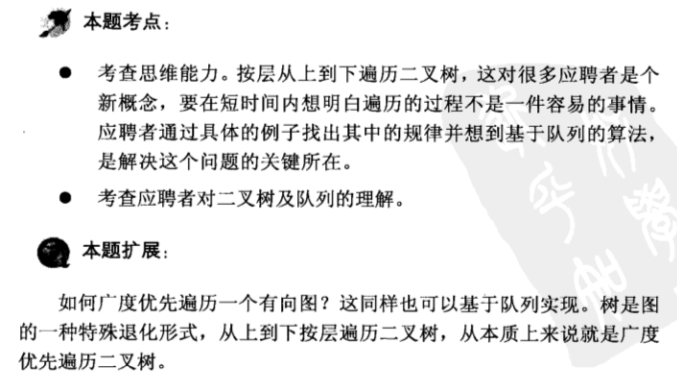 本题考点：
● 考查思维能力。按层从上到下遍历二叉树，这对很多应聘者是个
新概念，要在短时间内想明白遍历的过程不是一件容易的事情。
应聘者通过具体的例子找出其中的规律并想到基于队列的算法，
是解决这个问题的关键所在。
● 考查应聘者对二叉树及队列的理解。
本题扩展：
如何广度优先遍历一个有向图？这同样也可以基于队列实现。树是图
的一种特殊退化形式，从上到下按层遍历二叉树，从本质上来说就是广度
优先遍历二叉树。